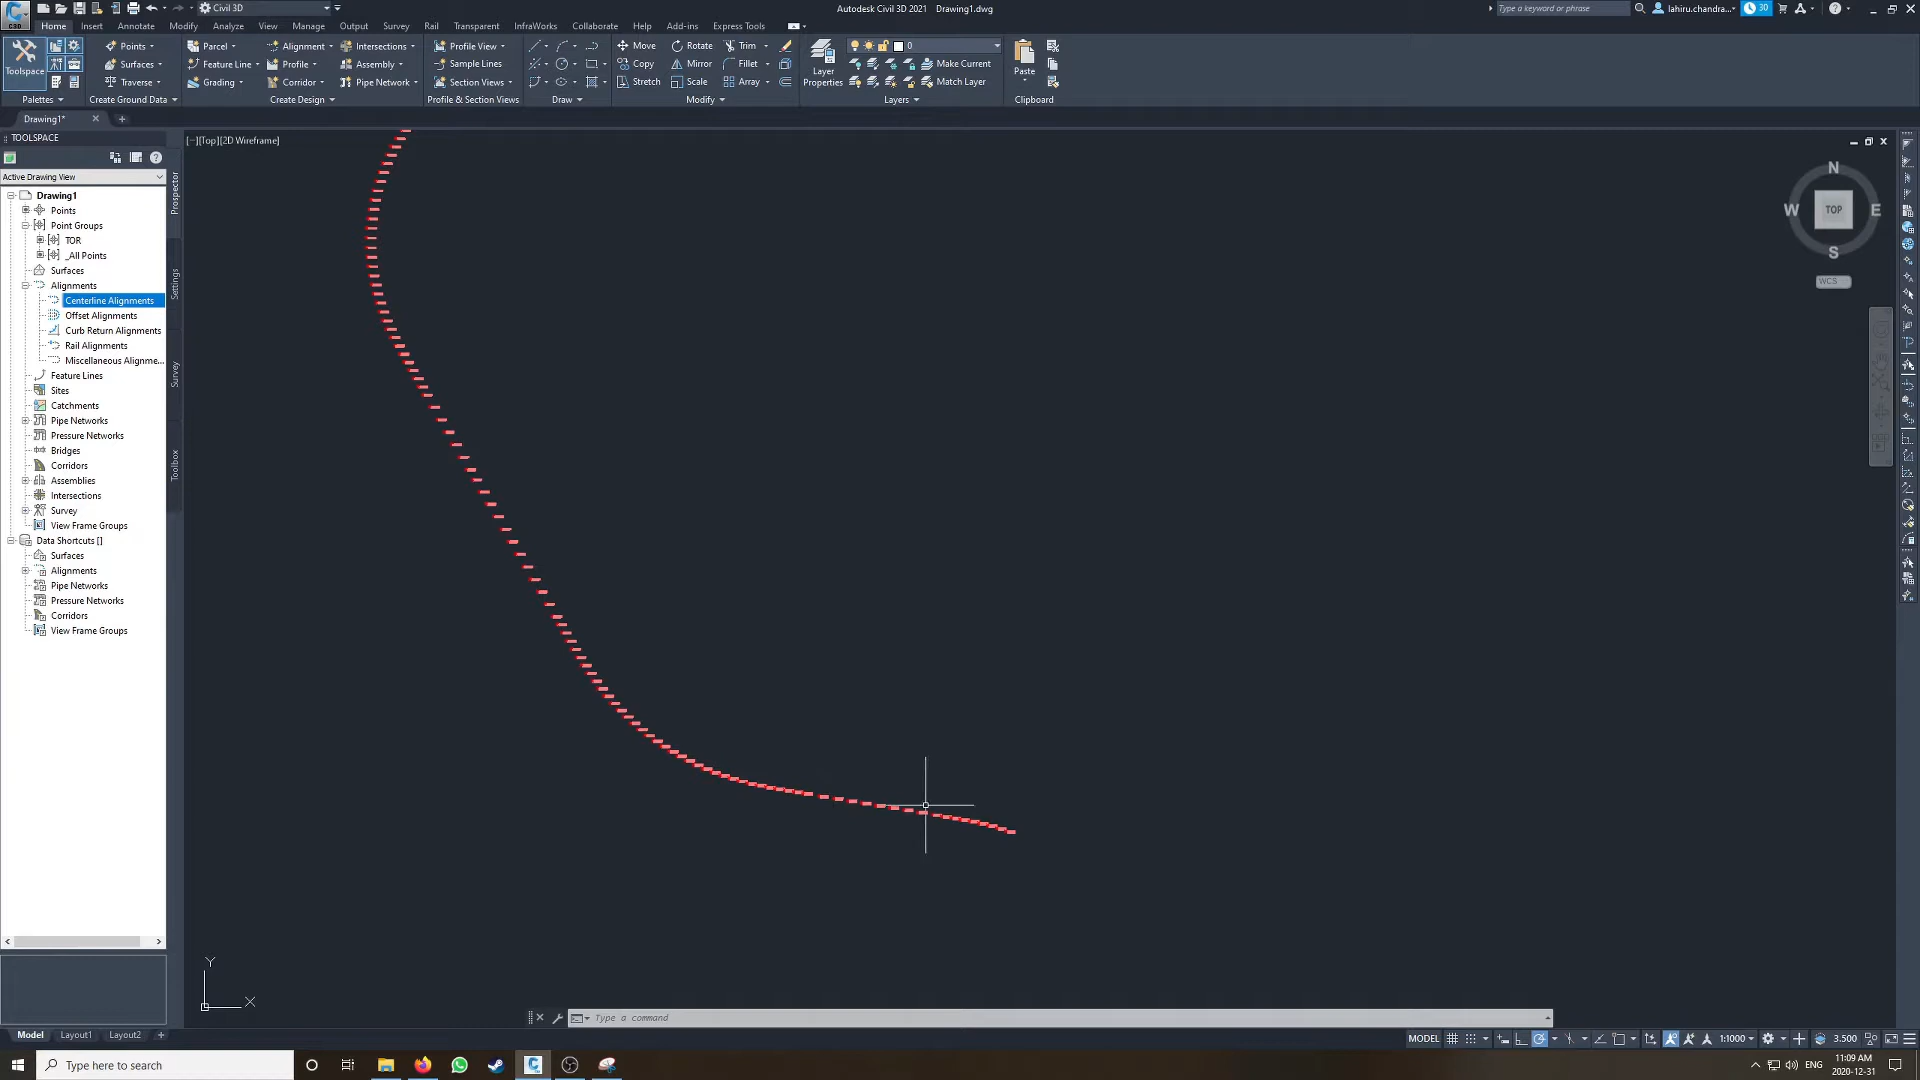 Civil 3D
Autodesk Civil 3D 2021 Drawing1.dwg
Type a keyword or phrase
lahiru.chandra...
30
Home Insert Annotate Modify Analyze View Manage Output Survey Rail Transparent InfraWorks Collaborate Help Add-ins Express Tools
Toolspace
Points
Surfaces
Traverse
Parcel
Feature Line
Grading
Alignment
Profile
Corridor
Intersections
Assembly
Pipe Network
Profile View
Sample Lines
Section Views
Move
Copy
Stretch
Rotate
Mirror
Scale
Trim
Fillet
Array
Layer
Properties
0
Make Current
Match Layer
Paste
Palettes Create Ground Data Create Design Profile & Section Views Draw Modify Layers Clipboard
Drawing1*
TOOLSPACE
Active Drawing View
Drawing1
Points
Point Groups
TOR
_All Points
Surfaces
Alignments
Centerline Alignments
Offset Alignments
Curb Return Alignments
Rail Alignments
Miscellaneous Alignme...
Feature Lines
Sites
Catchments
Pipe Networks
Pressure Networks
Bridges
Corridors
Assemblies
Intersections
Survey
View Frame Groups
Data Shortcuts []
Surfaces
Alignments
Pipe Networks
Pressure Networks
Corridors
View Frame Groups
Prospector
Settings
Survey
Toolbox
[−][Top][2D Wireframe]
N
W TOP E
S
WCS
Y
X
Type a command
Model Layout1 Layout2
MODEL 1:1000 3.500
Type here to search
ENG
11:09 AM
2020-12-31